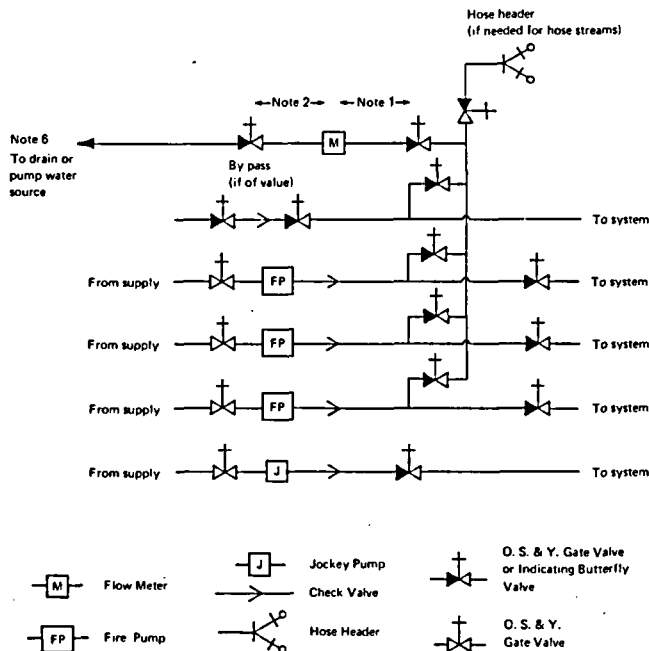 Hose header
(if needed for hose streams)
Note 2
Note 1
Note 6
To drain or
pump water
source
M
By pass
(if of value)
To system
From supply
FP
To system
From supply
FP
To system
From supply
FP
To system
From supply
J
To system
M
Flow Meter
J
Jockey Pump
Check Valve
O. S. & Y. Gate Valve
or Indicating Butterfly
Valve
FP
Fire Pump
Hose Header
O. S. & Y.
Gate Valve